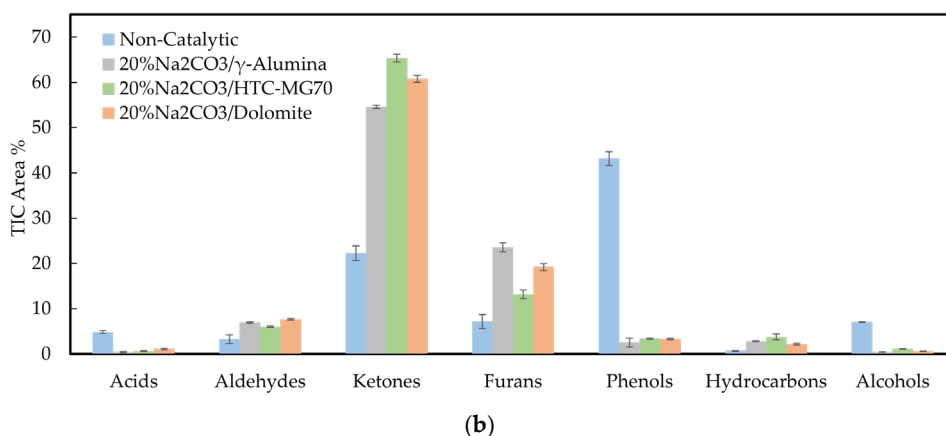 70
60
50
40
30
20
10
0
TIC Area %
Non-Catalytic
20%Na2CO3/γ-Alumina
20%Na2CO3/HTC-MG70
20%Na2CO3/Dolomite
Acids Aldehydes Ketones Furans Phenols Hydrocarbons Alcohols
(b)